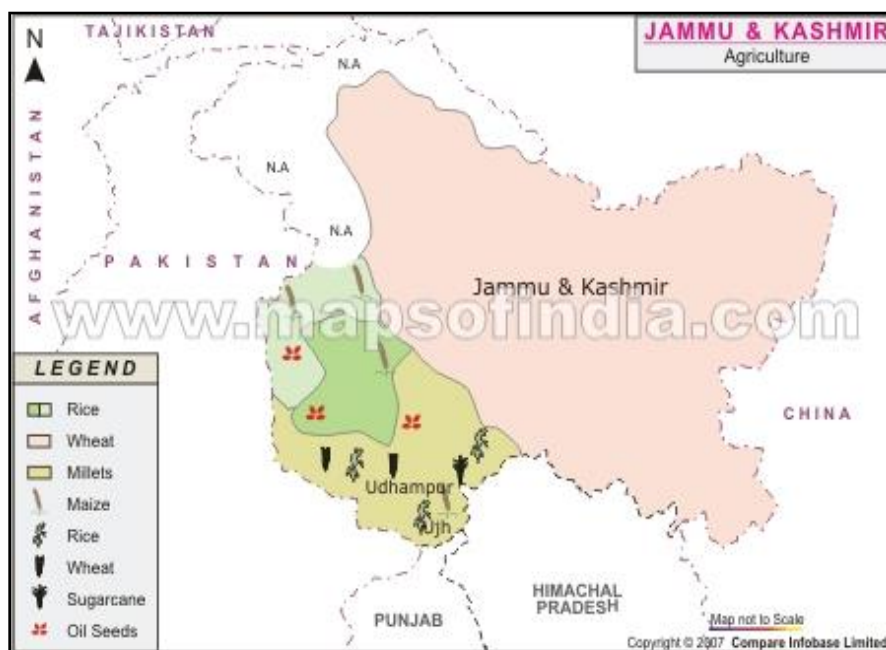 JAMMU & KASHMIR
Agriculture
N
TAJIKISTAN
N.A
AFGHANISTAN
N.A
N.A
PAKISTAN
Jammu & Kashmir
www.mapsofindia.com
CHINA
LEGEND
Rice
Wheat
Millets
Maize
Rice
Wheat
Sugarcane
Oil Seeds
Udhampur
Ujh
HIMACHAL
PRADESH
PUNJAB
Map not to Scale
Copyright © 2007 Compare Infobase Limited